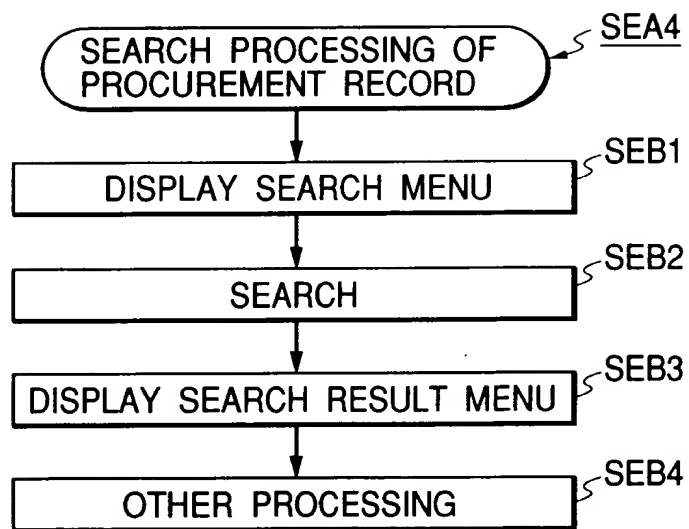 SEARCH PROCESSING OF
PROCUREMENT RECORD
SEA4
DISPLAY SEARCH MENU
SEB1
SEARCH
SEB2
DISPLAY SEARCH RESULT MENU
SEB3
OTHER PROCESSING
SEB4